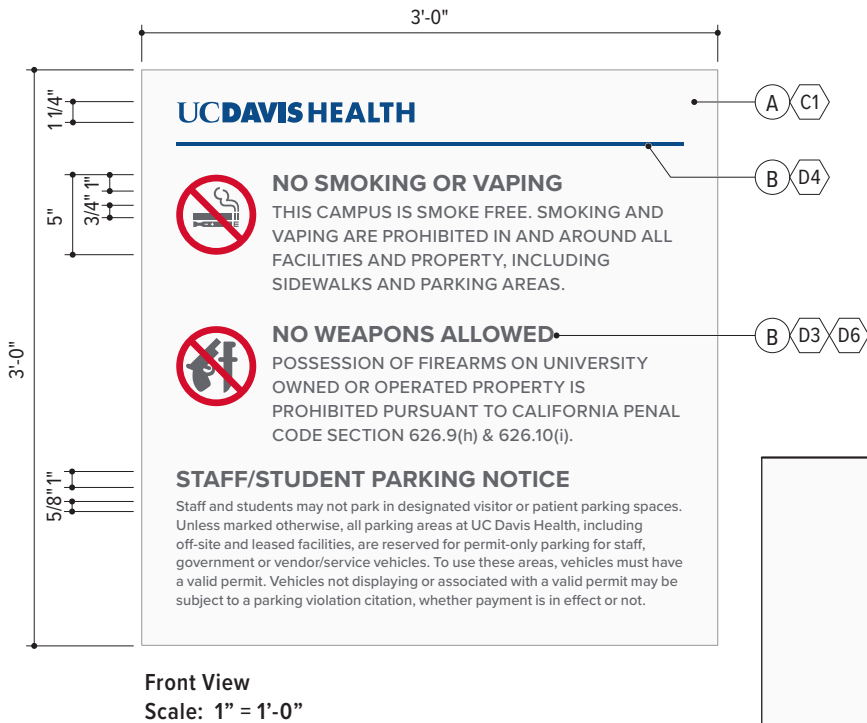 3'-0"
A C1
1 1/4"
UCDAVIS HEALTH
B D4
5"
1"
3/4"
NO SMOKING OR VAPING
THIS CAMPUS IS SMOKE FREE. SMOKING AND
VAPING ARE PROHIBITED IN AND AROUND ALL
FACILITIES AND PROPERTY, INCLUDING
SIDEWALKS AND PARKING AREAS.
3'-0"
NO WEAPONS ALLOWED
B D3 D6
POSSESSION OF FIREARMS ON UNIVERSITY
OWNED OR OPERATED PROPERTY IS
PROHIBITED PURSUANT TO CALIFORNIA PENAL
CODE SECTION 626.9(h) & 626.10(i).
1"
5/8"
STAFF/STUDENT PARKING NOTICE
Staff and students may not park in designated visitor or patient parking spaces.
Unless marked otherwise, all parking areas at UC Davis Health, including
off-site and leased facilities, are reserved for permit-only parking for staff,
government or vendor/service vehicles. To use these areas, vehicles must have
a valid permit. Vehicles not displaying or associated with a valid permit may be
subject to a parking violation citation, whether payment is in effect or not.
Front View
Scale: 1” = 1’-0”